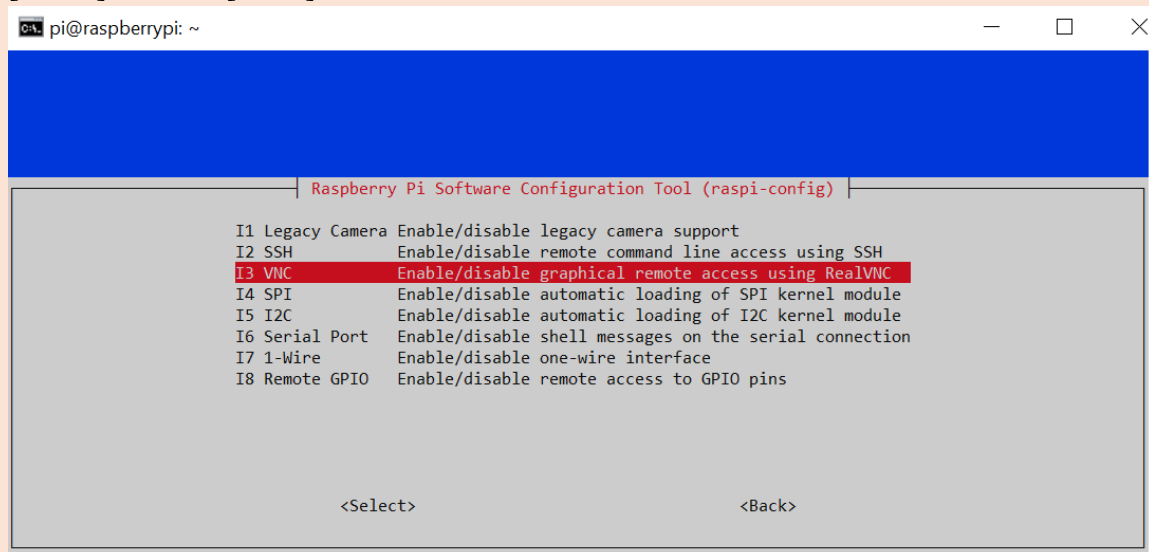 pi@raspberrypi: ~
Raspberry Pi Software Configuration Tool (raspi-config)
I1 Legacy Camera Enable/disable legacy camera support
I2 SSH Enable/disable remote command line access using SSH
I3 VNC Enable/disable graphical remote access using RealVNC
I4 SPI Enable/disable automatic loading of SPI kernel module
I5 I2C Enable/disable automatic loading of I2C kernel module
I6 Serial Port Enable/disable shell messages on the serial connection
I7 1-Wire Enable/disable one-wire interface
I8 Remote GPIO Enable/disable remote access to GPIO pins
<Select> <Back>